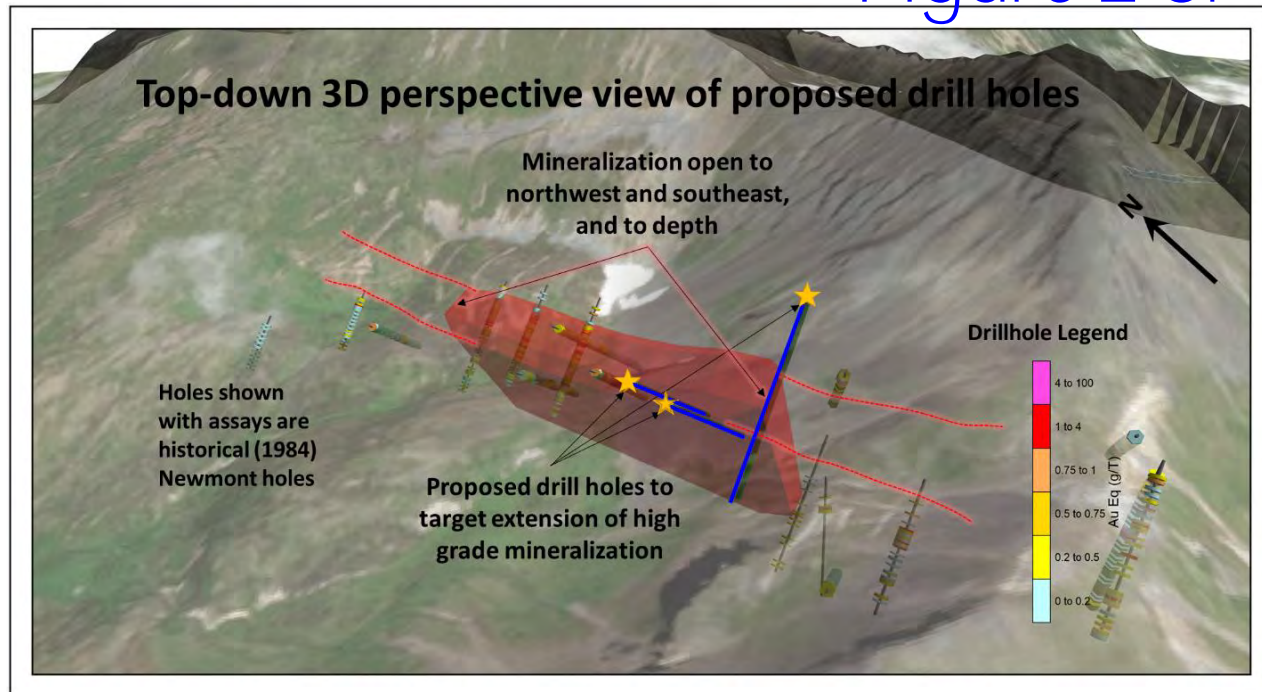 Figure 2
Top-down 3D perspective view of proposed drill holes
Mineralization open to
northwest and southeast,
and to depth
N
Drillhole Legend
4 to 100
1 to 4
0.75 to 1
0.5 to 0.75
0.2 to 0.5
0 to 0.2
Au Eq (g/T)
Holes shown
with assays are
historical (1984)
Newmont holes
Proposed drill holes to
target extension of high
grade mineralization